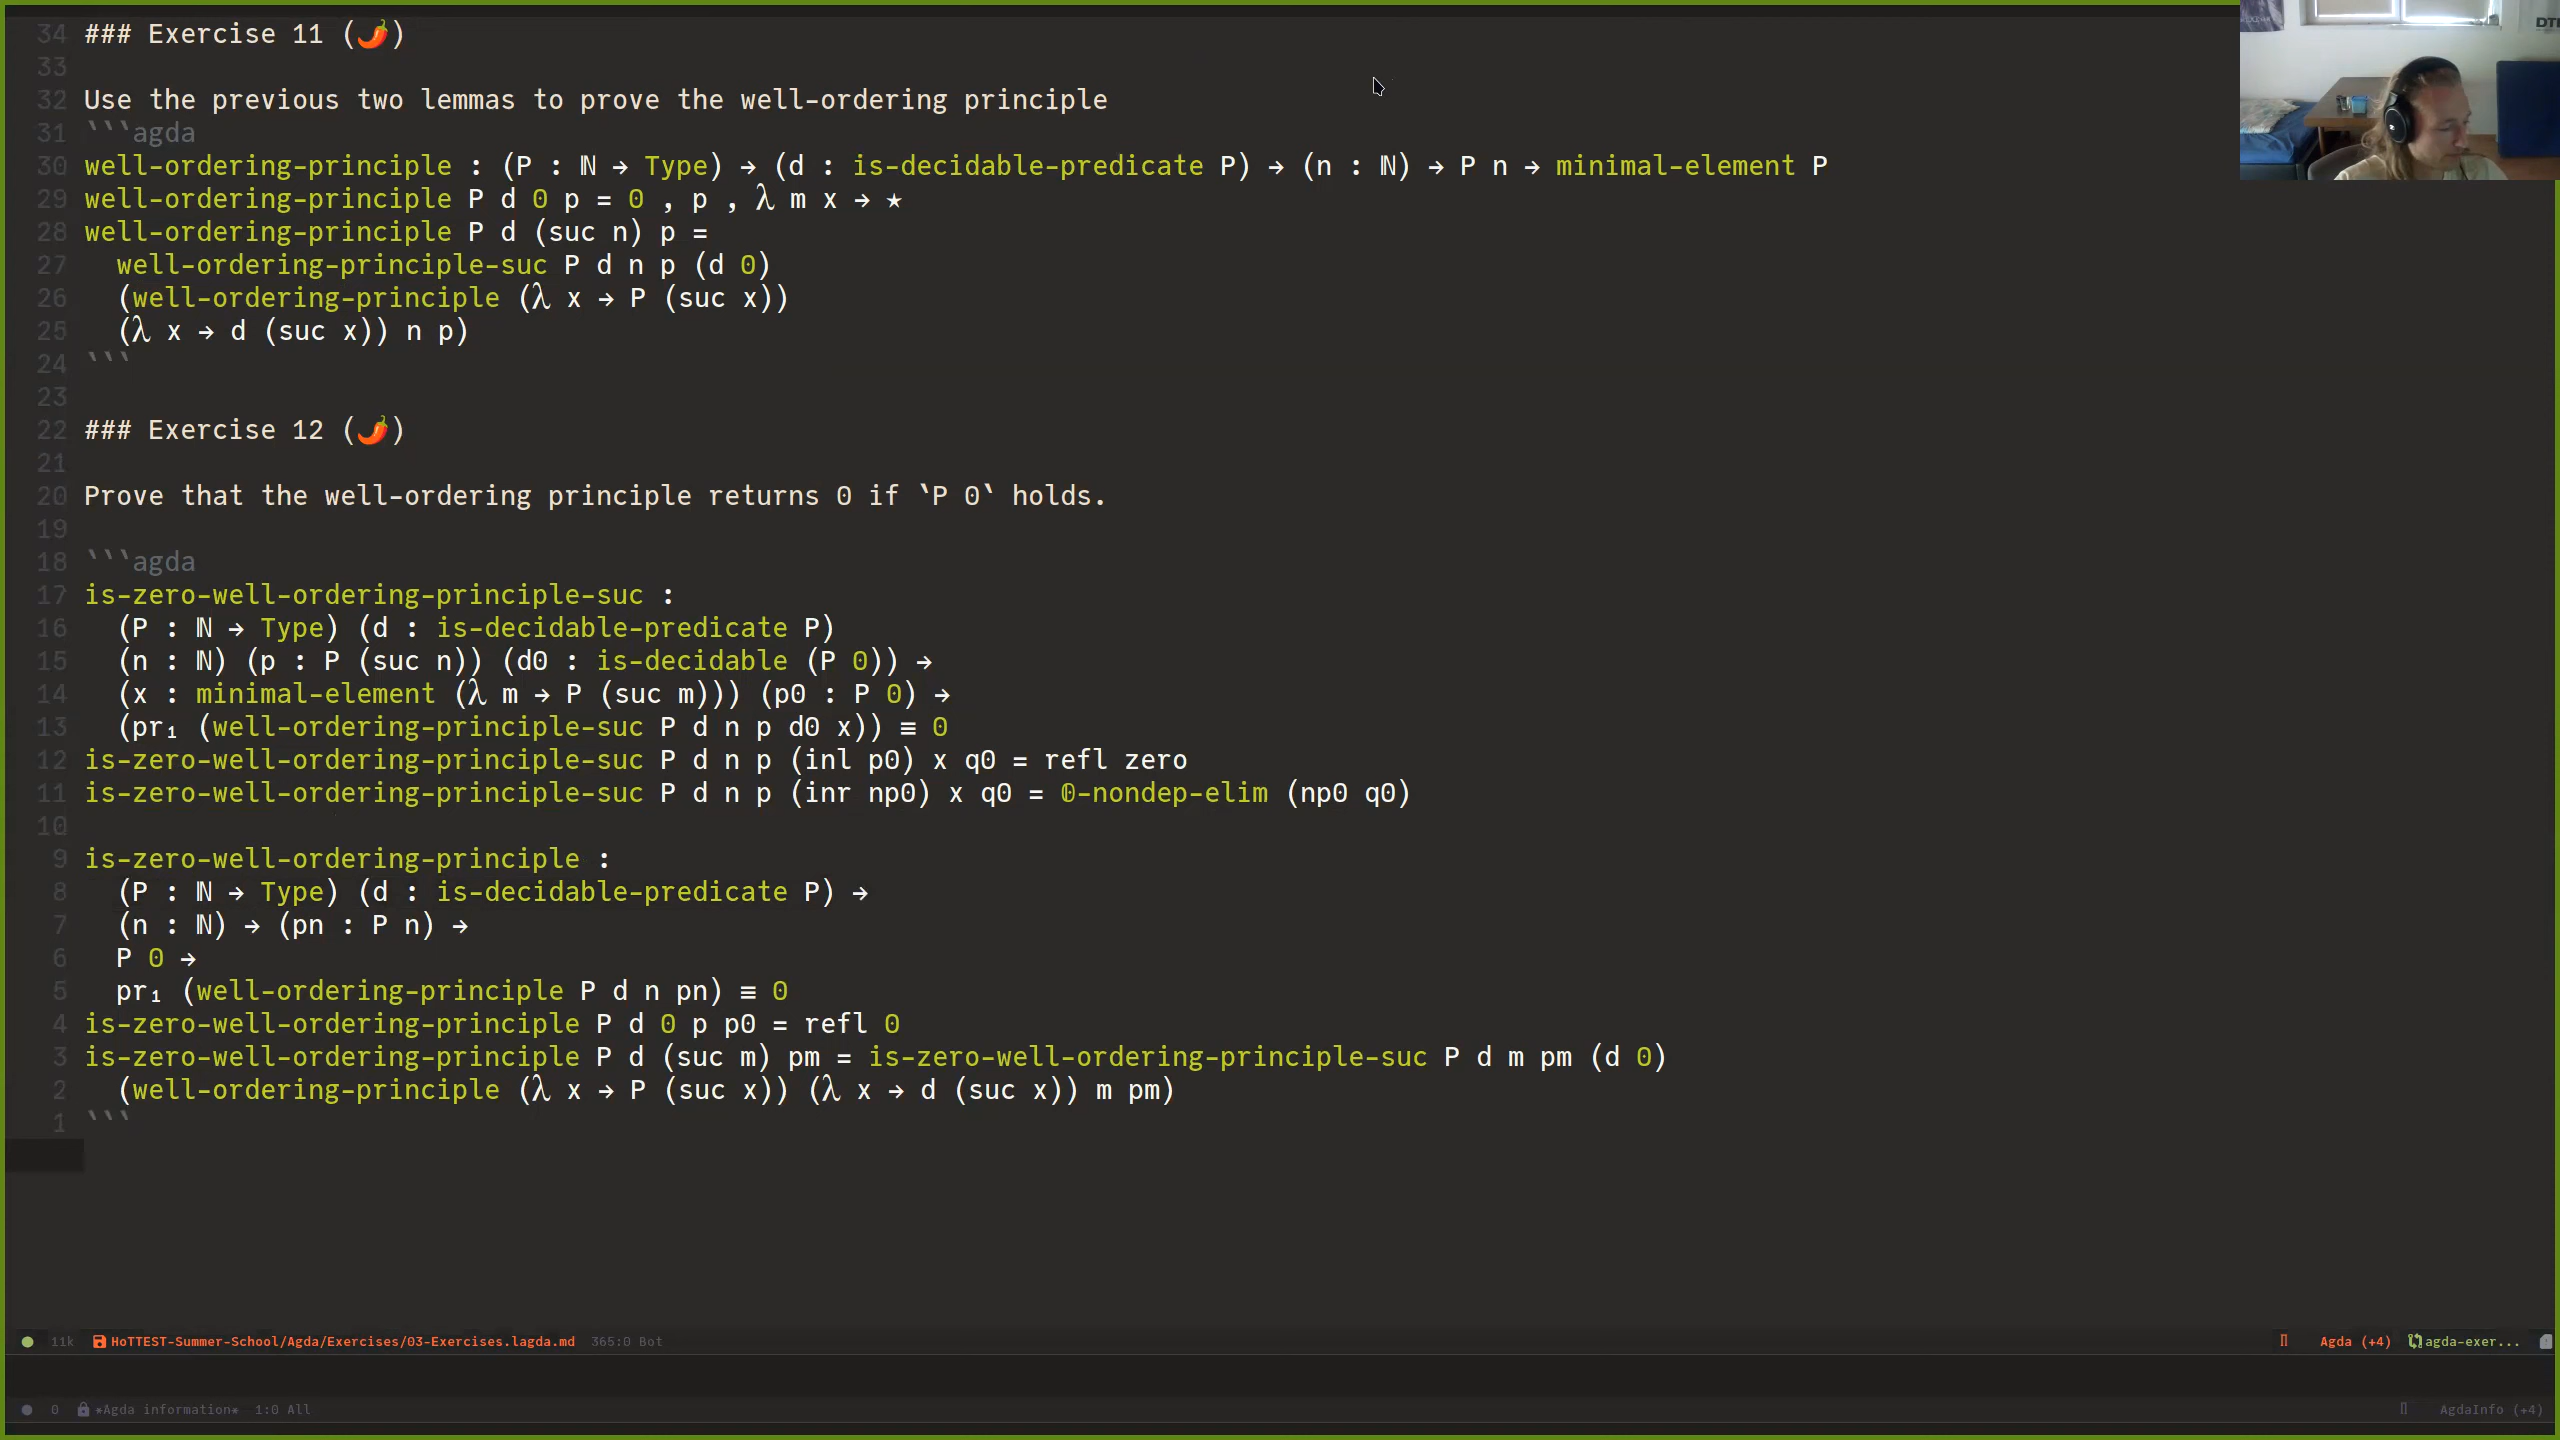 34 ### Exercise 11 (🌶)
33
32 Use the previous two lemmas to prove the well-ordering principle
31 ```agda
30 well-ordering-principle : (P : ℕ → Type) → (d : is-decidable-predicate P) → (n : ℕ) → P n → minimal-element P
29 well-ordering-principle P d 0 p = 0 , p , λ m x → ⋆
28 well-ordering-principle P d (suc n) p =
27   well-ordering-principle-suc P d n p (d 0)
26   (well-ordering-principle (λ x → P (suc x))
25   (λ x → d (suc x)) n p)
24 ```
23
22 ### Exercise 12 (🌶)
21
20 Prove that the well-ordering principle returns 0 if `P 0` holds.
19
18 ```agda
17 is-zero-well-ordering-principle-suc :
16   (P : ℕ → Type) (d : is-decidable-predicate P)
15   (n : ℕ) (p : P (suc n)) (d0 : is-decidable (P 0)) →
14   (x : minimal-element (λ m → P (suc m))) (p0 : P 0) →
13   (pr₁ (well-ordering-principle-suc P d n p d0 x)) ≡ 0
12 is-zero-well-ordering-principle-suc P d n p (inl p0) x q0 = refl zero
11 is-zero-well-ordering-principle-suc P d n p (inr np0) x q0 = 𝟘-nondep-elim (np0 q0)
10
9 is-zero-well-ordering-principle :
8   (P : ℕ → Type) (d : is-decidable-predicate P) →
7   (n : ℕ) → (pn : P n) →
6   P 0 →
5   pr₁ (well-ordering-principle P d n pn) ≡ 0
4 is-zero-well-ordering-principle P d 0 p p0 = refl 0
3 is-zero-well-ordering-principle P d (suc m) pm = is-zero-well-ordering-principle-suc P d m pm (d 0)
2   (well-ordering-principle (λ x → P (suc x)) (λ x → d (suc x)) m pm)
1 ```
11k HoTTEST-Summer-School/Agda/Exercises/03-Exercises.lagda.md 365:0 Bot Agda (+4) agda-exer...
0 *Agda information* 1:0 All AgdaInfo (+4)